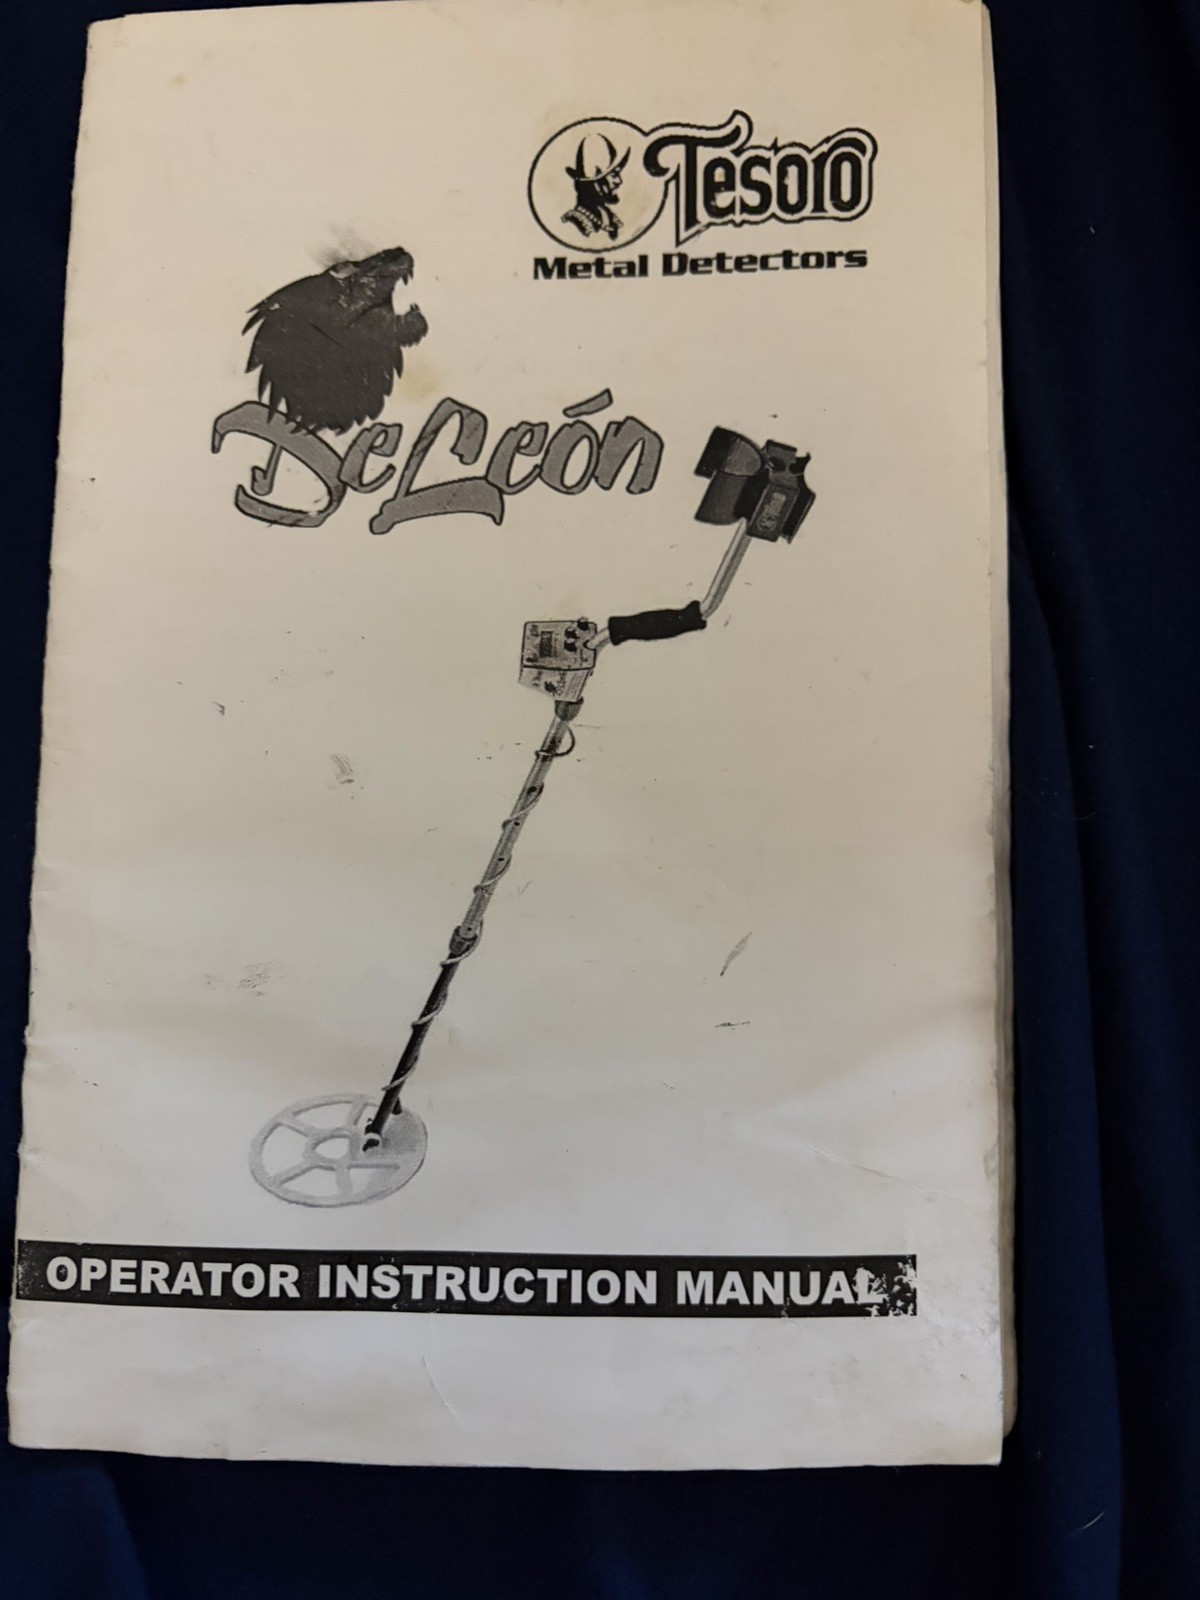 Tesoro
Metal Detectors
DeLeón
OPERATOR INSTRUCTION MANUAL